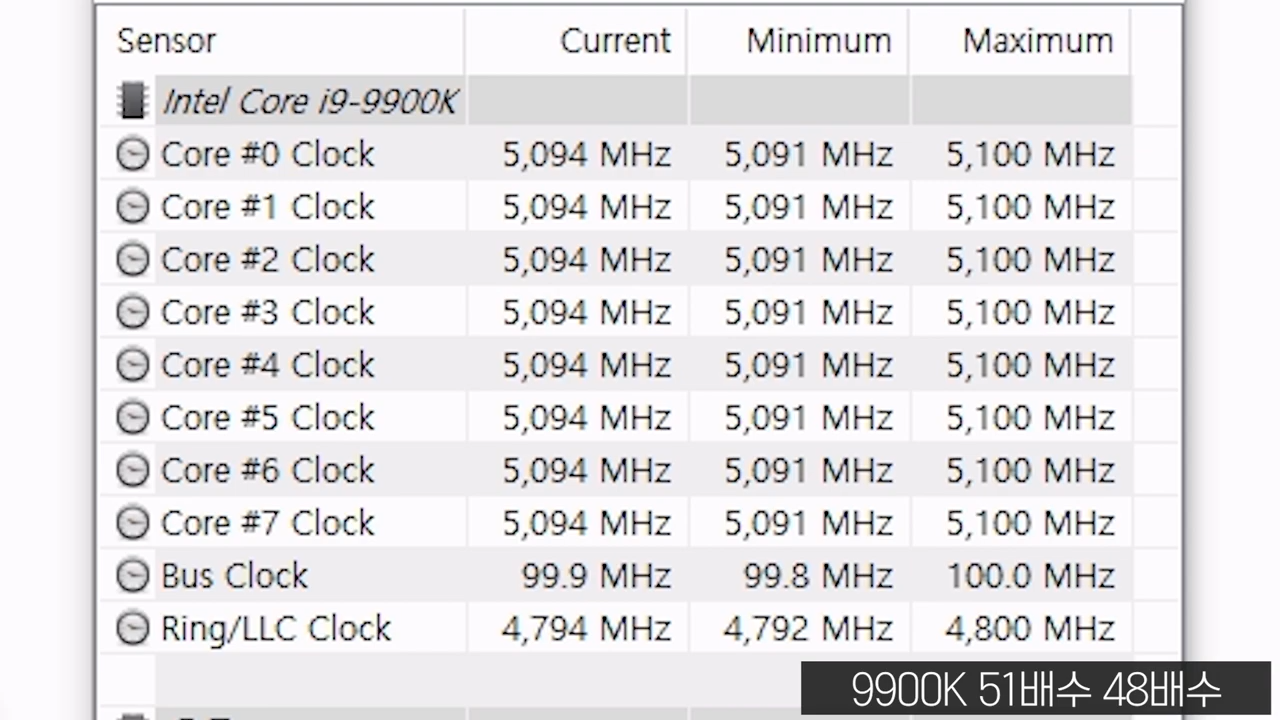 Sensor Current Minimum Maximum
Intel Core i9-9900K
Core #0 Clock 5,094 MHz 5,091 MHz 5,100 MHz
Core #1 Clock 5,094 MHz 5,091 MHz 5,100 MHz
Core #2 Clock 5,094 MHz 5,091 MHz 5,100 MHz
Core #3 Clock 5,094 MHz 5,091 MHz 5,100 MHz
Core #4 Clock 5,094 MHz 5,091 MHz 5,100 MHz
Core #5 Clock 5,094 MHz 5,091 MHz 5,100 MHz
Core #6 Clock 5,094 MHz 5,091 MHz 5,100 MHz
Core #7 Clock 5,094 MHz 5,091 MHz 5,100 MHz
Bus Clock 99.9 MHz 99.8 MHz 100.0 MHz
Ring/LLC Clock 4,794 MHz 4,792 MHz 4,800 MHz
9900K 51배수 48배수